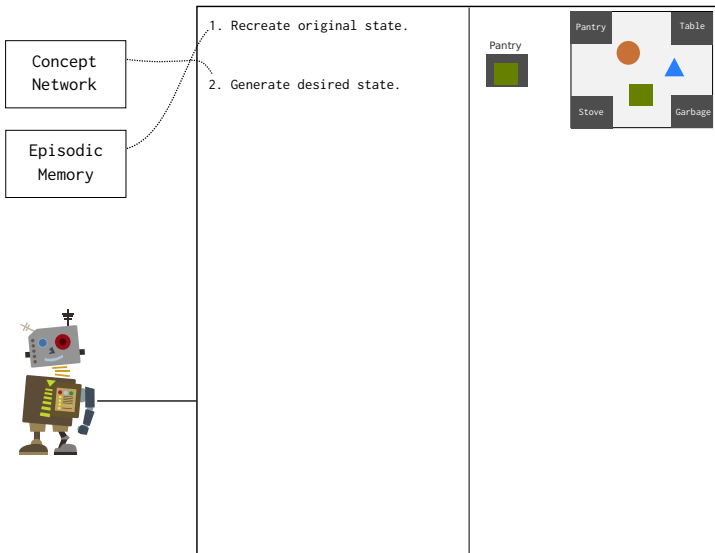 Concept
Network
Episodic
Memory
1. Recreate original state.
2. Generate desired state.
Pantry
Pantry
Table
Stove
Garbage